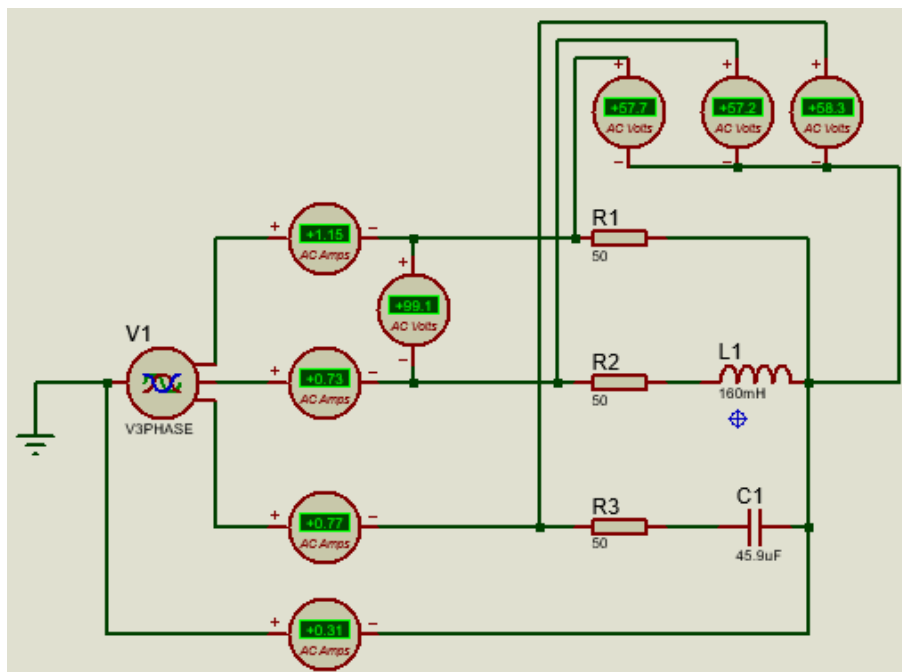 +57.7
AC Volts
+57.2
AC Volts
+58.3
AC Volts
+1.15
AC Amps
R1
50
+99.1
AC Volts
V1
V3PHASE
+0.73
AC Amps
R2
50
L1
160mH
+0.77
AC Amps
R3
50
C1
45.9uF
+0.31
AC Amps